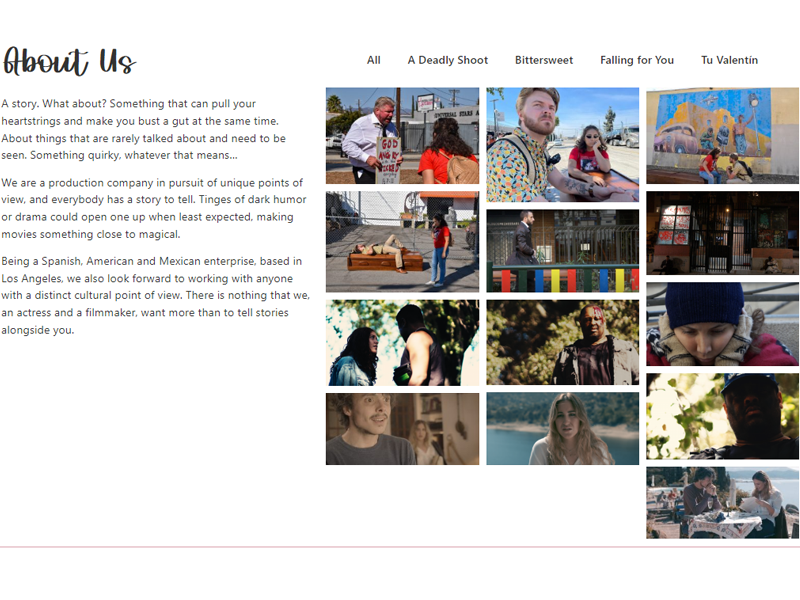 About Us
All
A Deadly Shoot
Bittersweet
Falling for You
Tu Valentín
A story. What about? Something that can pull your
heartstrings and make you bust a gut at the same time.
About things that are rarely talked about and need to be
seen. Something quirky, whatever that means...
We are a production company in pursuit of unique points of
view, and everybody has a story to tell. Tinges of dark humor
or drama could open one up when least expected, making
movies something close to magical.
Being a Spanish, American and Mexican enterprise, based in
Los Angeles, we also look forward to working with anyone
with a distinct cultural point of view. There is nothing that we,
an actress and a filmmaker, want more than to tell stories
alongside you.
UNIVERSAL STARS
GOD